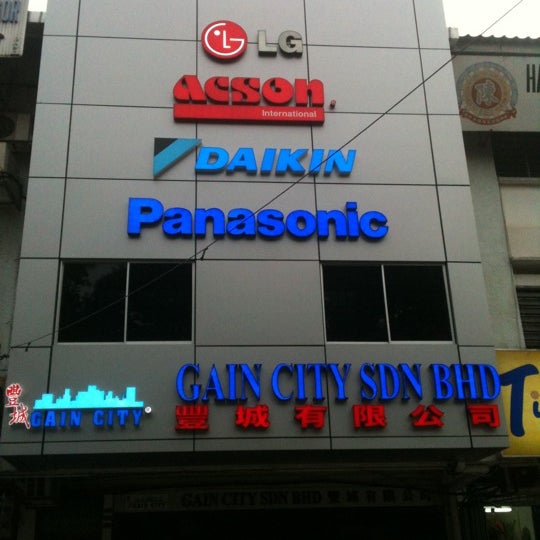 LG
acson
International
DAIKIN
Panasonic
GAIN CITY SDN BHD
豐城
GAIN CITY
豐城有限公司
GAIN CITY SDN BHD 豐城有限公司
HA